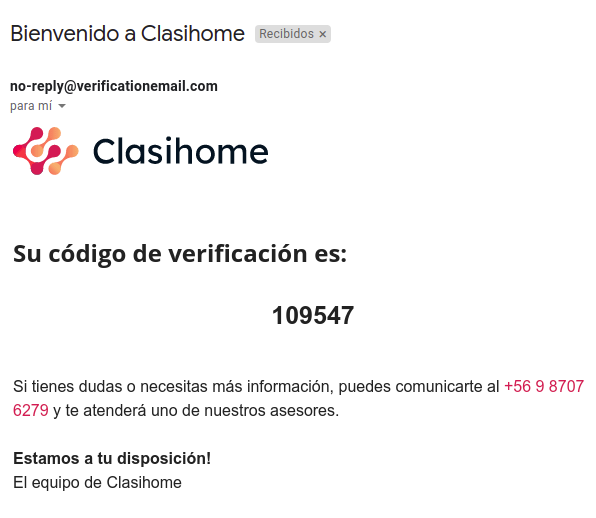 Bienvenido a Clasihome Recibidos ×
no-reply@verificationemail.com
para mí
Clasihome
Su código de verificación es:
109547
Si tienes dudas o necesitas más información, puedes comunicarte al +56 9 8707
6279 y te atenderá uno de nuestros asesores.
Estamos a tu disposición!
El equipo de Clasihome